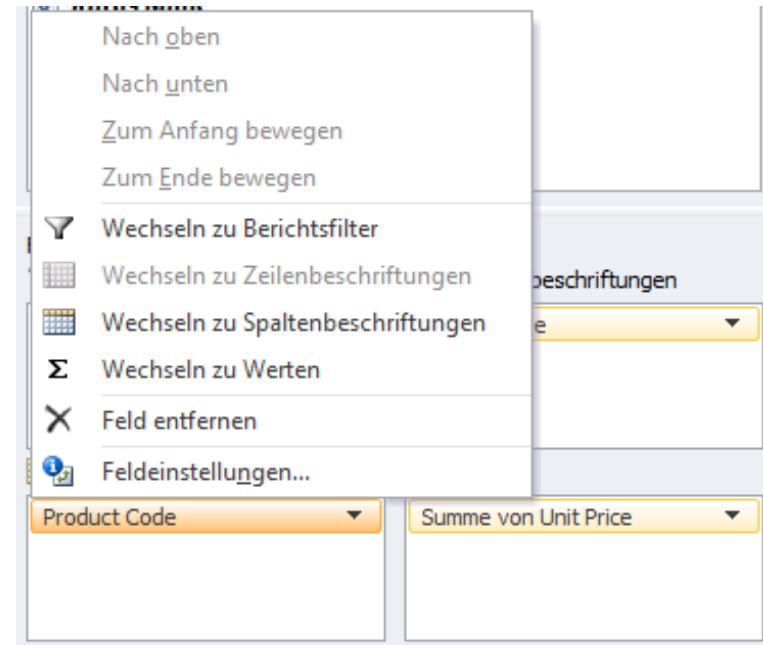 Nach oben
Nach unten
Zum Anfang bewegen
Zum Ende bewegen
Wechseln zu Berichtsfilter
Wechseln zu Zeilenbeschriftungen
beschriftungen
Wechseln zu Spaltenbeschriftungen
e
Σ Wechseln zu Werten
Feld entfernen
Feldeinstellungen...
Product Code
Summe von Unit Price